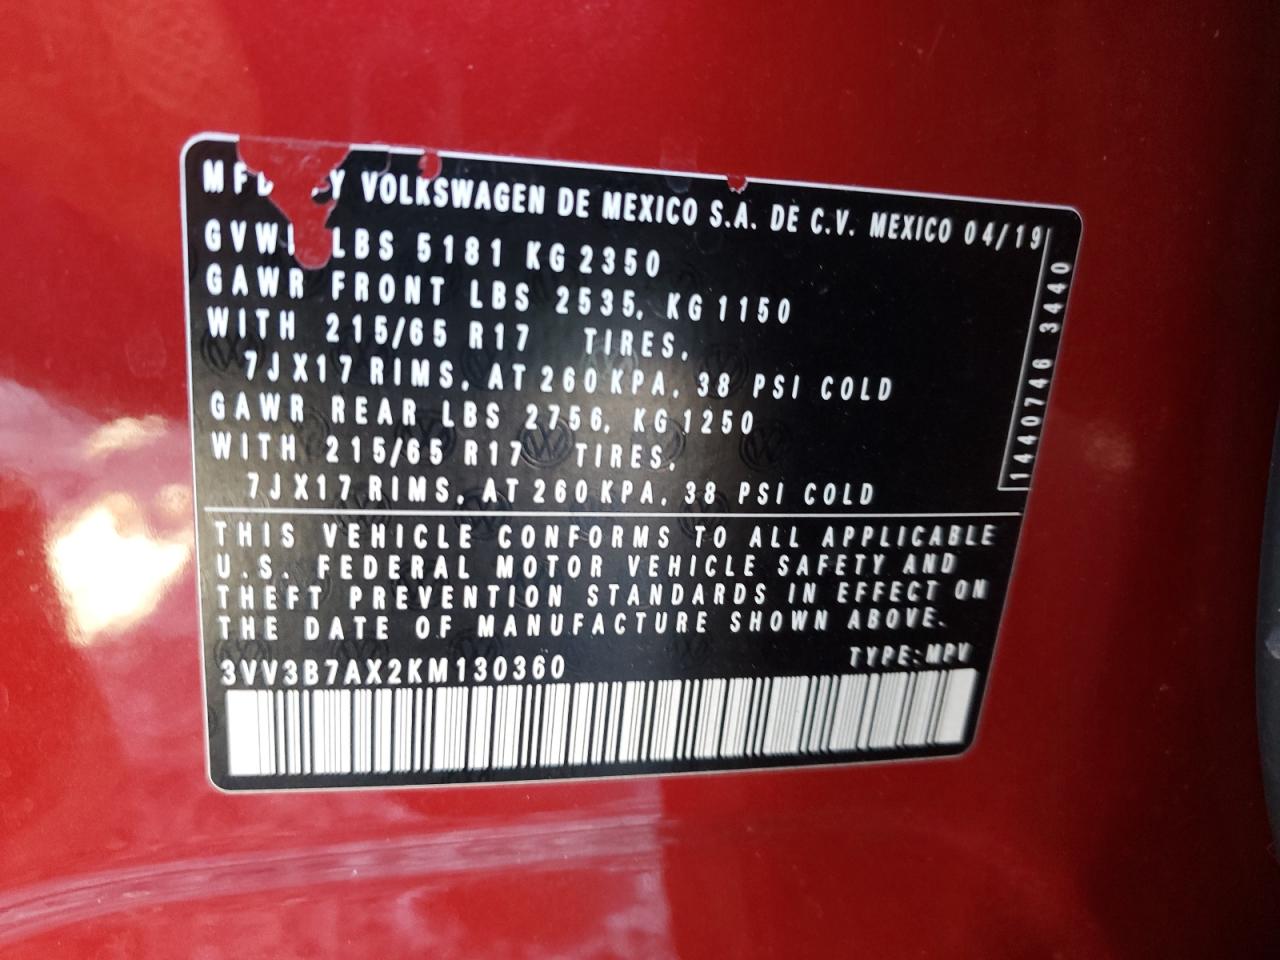 VOLKSWAGEN DE MEXICO S.A. DE C.V. MEXICO 04/19
LBS 5181 KG 2350
GAWR FRONT LBS 2535, KG 1150
WITH 215/65 R17 TIRES,
7JX17 RIMS, AT 260 KPA, 38 PSI COLD
GAWR REAR LBS 2756, KG 1250
WITH 215/65 R17 TIRES,
7JX17 RIMS, AT 260 KPA, 38 PSI COLD
1440746 3440
THIS VEHICLE CONFORMS TO ALL APPLICABLE
U.S. FEDERAL MOTOR VEHICLE SAFETY AND
THEFT PREVENTION STANDARDS IN EFFECT ON
THE DATE OF MANUFACTURE SHOWN ABOVE.
3VV3B7AX2KM130360 TYPE: MPV